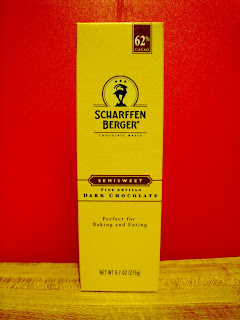 62%
CACAO
SCHARFFEN
BERGER®
CHOCOLATE MAKER
SEMISWEET
FINE ARTISAN
DARK CHOCOLATE
Perfect for
Baking and Eating
NET WT 9.7 OZ (275g)